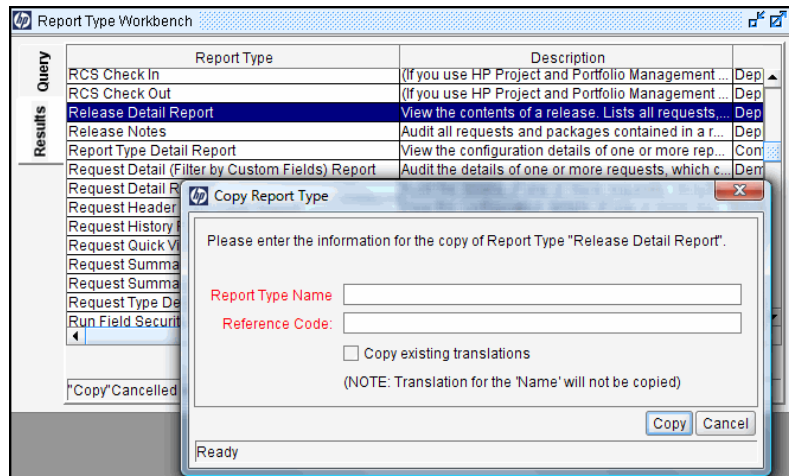 hp Report Type Workbench
Query
Results
Report Type Description
RCS Check In (If you use HP Project and Portfolio Management ... Dep
RCS Check Out (If you use HP Project and Portfolio Management ... Dep
Release Detail Report View the contents of a release. Lists all requests, ... Dep
Release Notes Audit all requests and packages contained in a r... Dep
Report Type Detail Report View the configuration details of one or more rep... Com
Request Detail (Filter by Custom Fields) Report Audit the details of one or more requests, which c... Dem
Request Detail R
Request Header
Request History
Request Quick Vi
Request Summa
Request Summa
Request Type De
Run Field Securit
"Copy"Cancelled
hp Copy Report Type
Please enter the information for the copy of Report Type "Release Detail Report".
Report Type Name
Reference Code:
Copy existing translations
(NOTE: Translation for the 'Name' will not be copied)
Copy Cancel
Ready